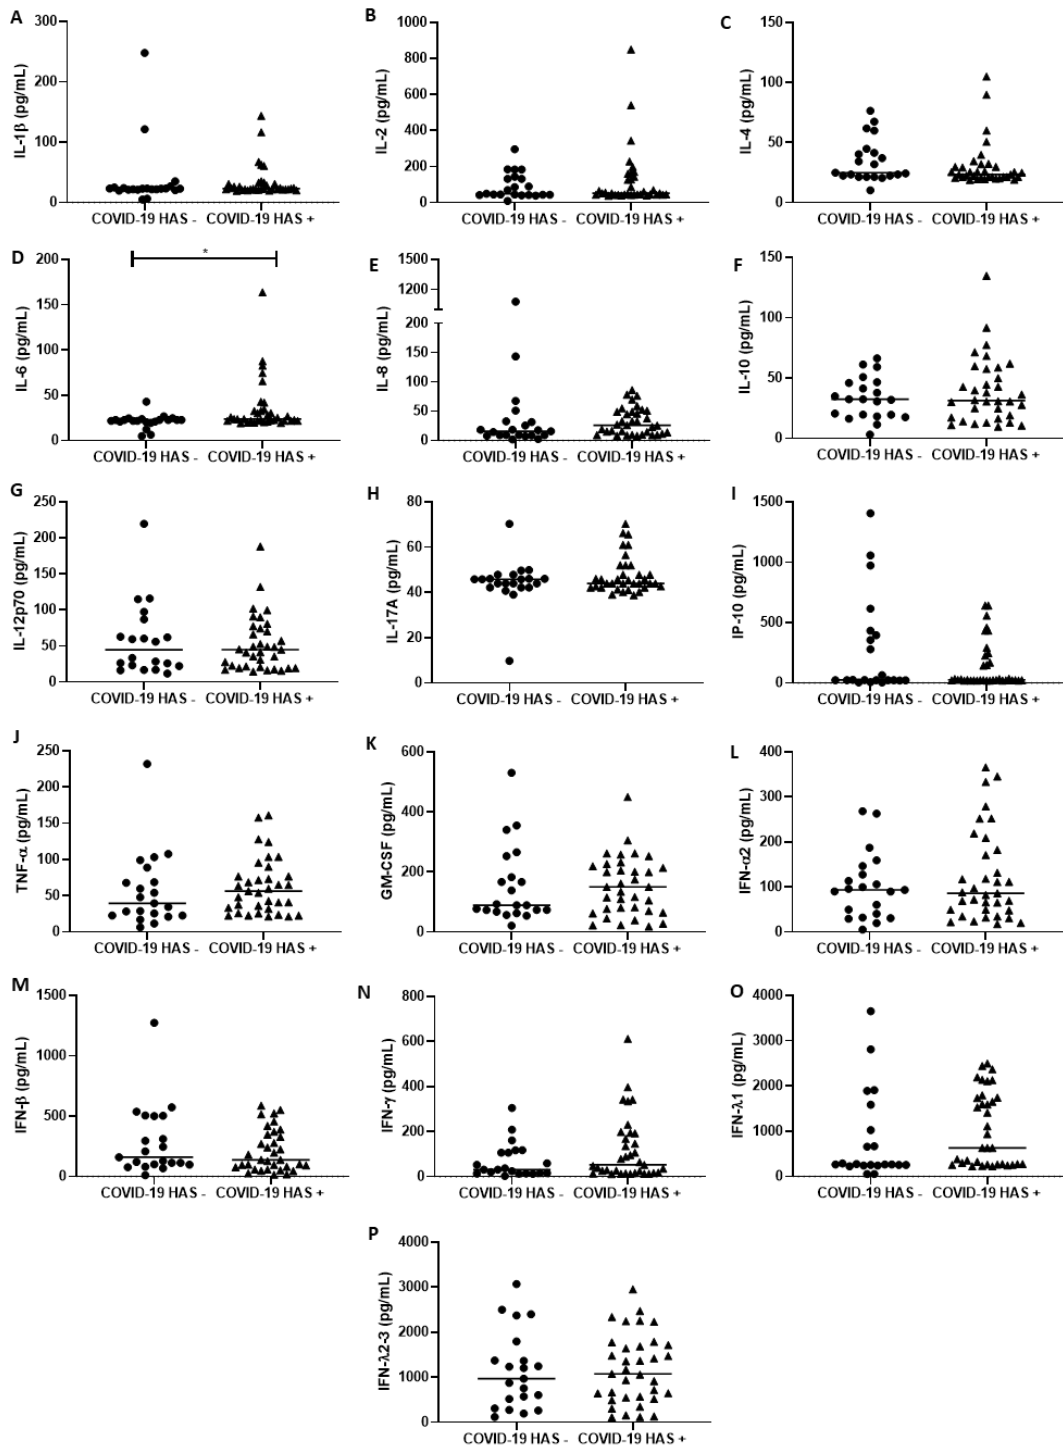 A
IL-1β (pg/mL)
300
200
100
0
COVID-19 HAS - COVID-19 HAS +
B
IL-2 (pg/mL)
1000
800
600
400
200
0
COVID-19 HAS - COVID-19 HAS +
C
IL-4 (pg/mL)
150
100
50
0
COVID-19 HAS - COVID-19 HAS +
D
IL-6 (pg/mL)
200
150
100
50
0
*
COVID-19 HAS - COVID-19 HAS +
E
IL-8 (pg/mL)
1500
1200
200
150
100
50
0
COVID-19 HAS - COVID-19 HAS +
F
IL-10 (pg/mL)
150
100
50
0
COVID-19 HAS - COVID-19 HAS +
G
IL-12p70 (pg/mL)
250
200
150
100
50
0
COVID-19 HAS - COVID-19 HAS +
H
IL-17A (pg/mL)
80
60
40
20
0
COVID-19 HAS - COVID-19 HAS +
I
IP-10 (pg/mL)
1500
1000
500
0
COVID-19 HAS - COVID-19 HAS +
J
TNF-α (pg/mL)
250
200
150
100
50
0
COVID-19 HAS - COVID-19 HAS +
K
GM-CSF (pg/mL)
600
400
200
0
COVID-19 HAS - COVID-19 HAS +
L
IFN-α2 (pg/mL)
400
300
200
100
0
COVID-19 HAS - COVID-19 HAS +
M
IFN-β (pg/mL)
1500
1000
500
0
COVID-19 HAS - COVID-19 HAS +
N
IFN-γ (pg/mL)
800
600
400
200
0
COVID-19 HAS - COVID-19 HAS +
O
IFN-λ1 (pg/mL)
4000
3000
2000
1000
0
COVID-19 HAS - COVID-19 HAS +
P
IFN-λ2-3 (pg/mL)
4000
3000
2000
1000
0
COVID-19 HAS - COVID-19 HAS +